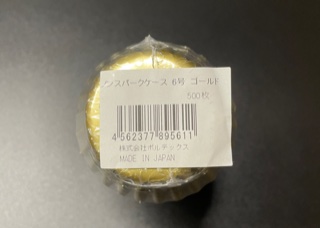 ンスパークケース 6号 ゴールド
500枚
4562377895611
株式会社ポルテックス
MADE IN JAPAN